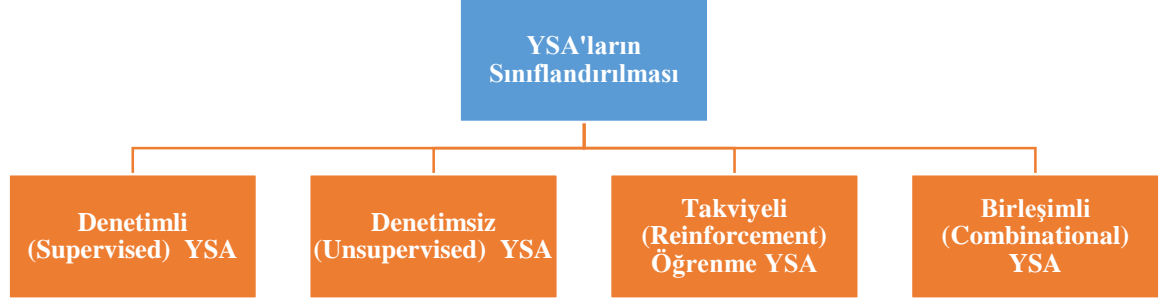 YSA'ların
Sınıflandırılması
Denetimli
(Supervised) YSA
Denetimsiz
(Unsupervised) YSA
Takviyeli
(Reinforcement)
Öğrenme YSA
Birleşimli
(Combinational)
YSA